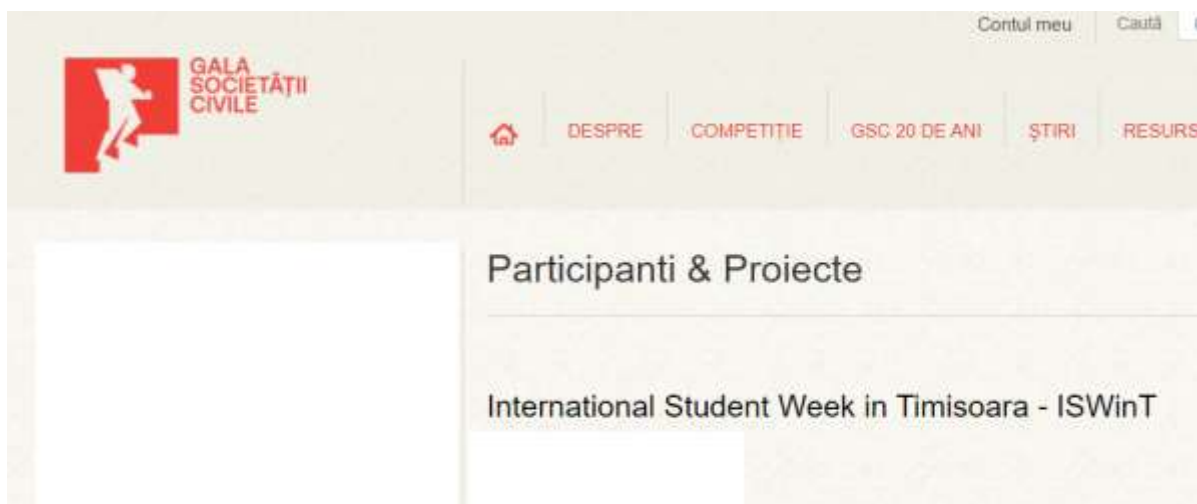 Contul meu
Caută
GALA
SOCIETĂȚII
CIVILE
DESPRE
COMPETIȚIE
GSC 20 DE ANI
ȘTIRI
RESURS
Participanti & Proiecte
International Student Week in Timisoara - ISWinT